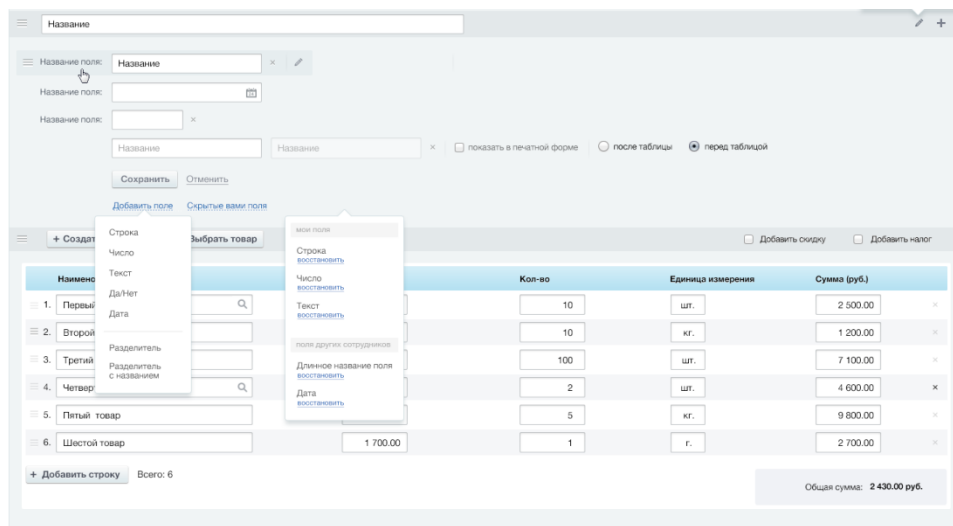 Название
Название поля: Название
Название поля:
Название поля:
Название Название показать в печатной форме после таблицы перед таблицой
Сохранить Отменить
Добавить поле Скрытые вами поля
Строка
Число
Текст
Да/Нет
Дата
Разделитель
Разделитель
с названием
мои поля
Строка
восстановить
Число
восстановить
Текст
восстановить
поля других сотрудников
Длинное название поля
восстановить
Дата
восстановить
+ Создат Выбрать товар Добавить скидку Добавить налог
Наимено Кол-во Единица измерения Сумма (руб.)
1. Первый 10 шт. 2 500.00
2. Второй 10 кг. 1 200.00
3. Третий 100 шт. 7 100.00
4. Четверт 2 шт. 4 600.00
5. Пятый товар 5 кг. 9 800.00
6. Шестой товар 1 700.00 1 г. 2 700.00
+ Добавить строку Всего: 6
Общая сумма: 2 430.00 руб.